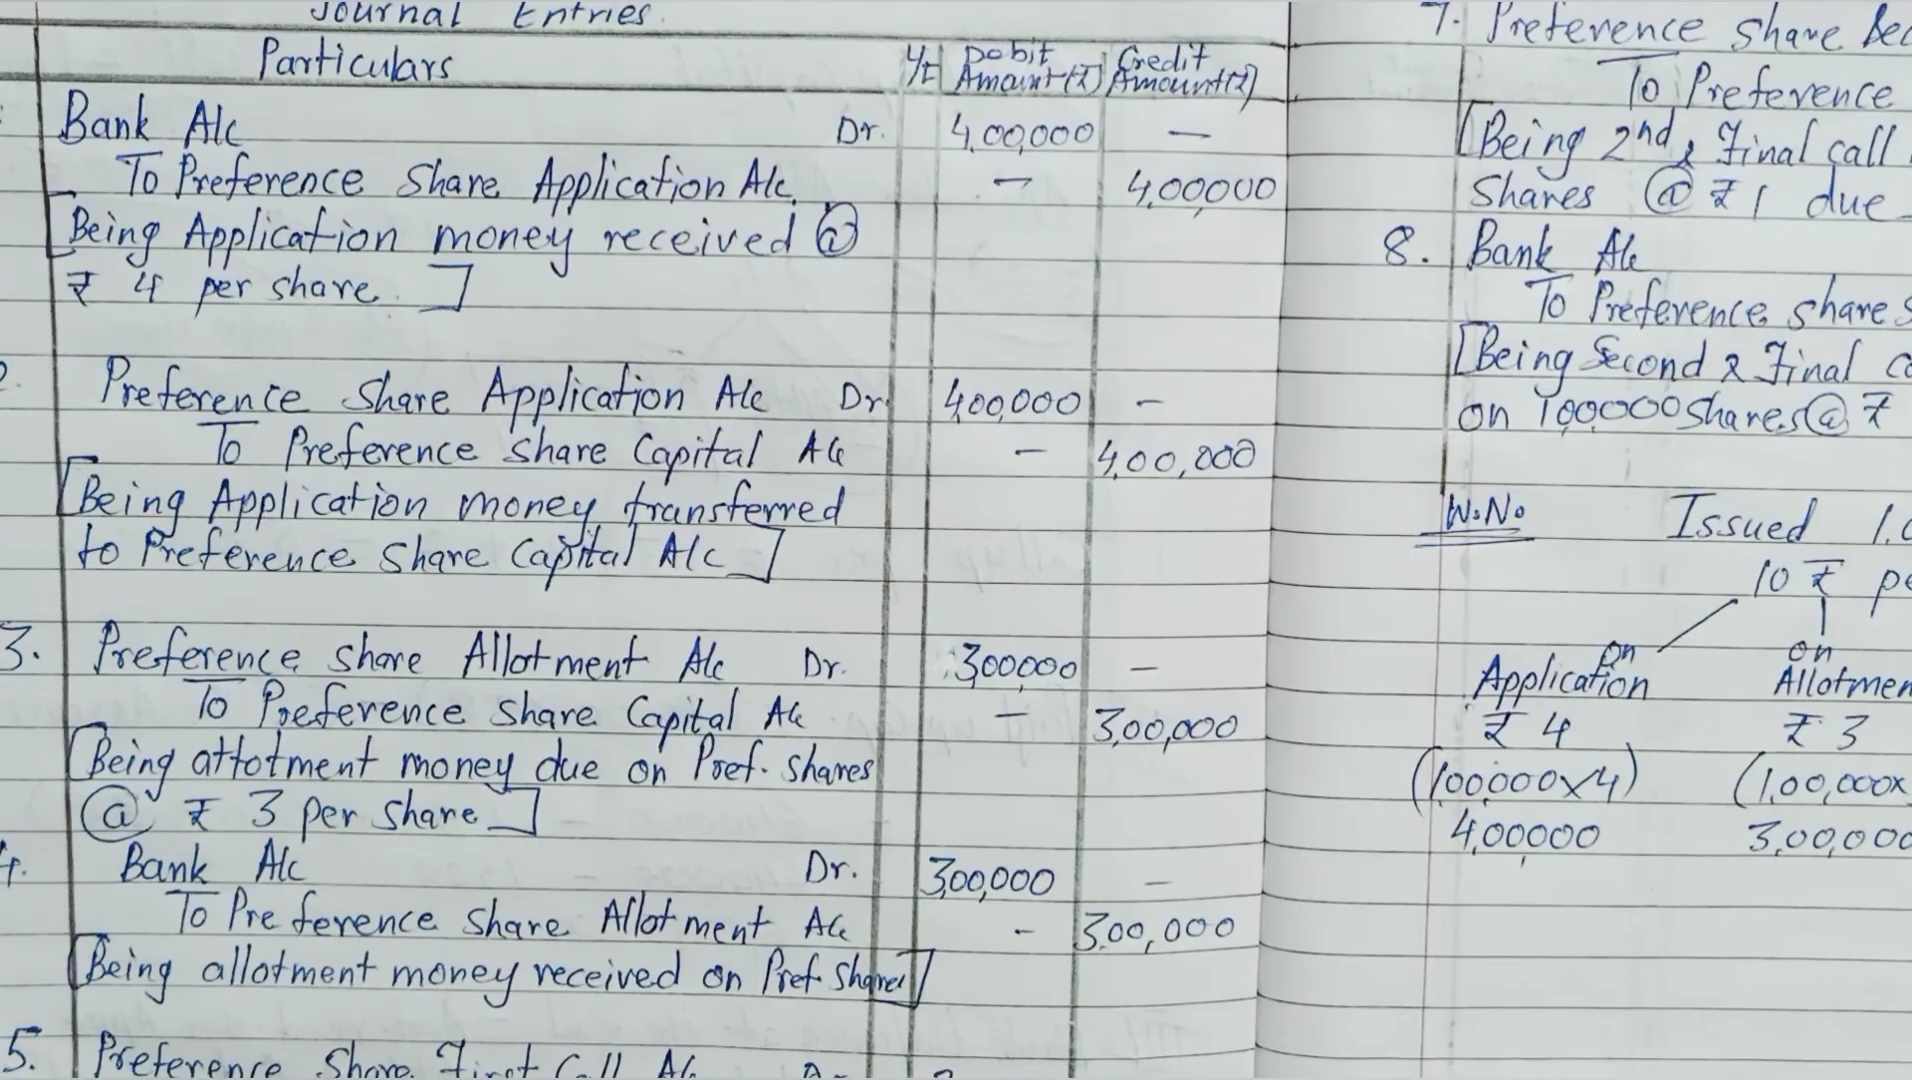 Journal Entries.
Particulars
L/F
Debit Amount (₹)
Credit Amount (₹)
Bank A/c Dr. 4,00,000 —
To Preference Share Application A/c. — 4,00,000
[Being Application money received @
₹ 4 per share.]
2. Preference Share Application A/c Dr. 4,00,000 —
To Preference Share Capital A/c — 4,00,000
[Being Application money transferred
to Preference Share Capital A/c]
3. Preference Share Allotment A/c Dr. 3,00,000 —
To Preference Share Capital A/c — 3,00,000
[Being attotment money due on Pref. Shares
@ ₹ 3 per Share]
4. Bank A/c Dr. 3,00,000 —
To Preference Share Allotment A/c - 3,00,000
[Being allotment money received on Pref. Shares]
5. Preference Share First Call A/c
7. Preference Share
To Preference
[Being 2nd & Final call
Shares @ ₹ 1 due
8. Bank A/c
To Preference Share
[Being Second & Final
on 1,00,000 Shares @ ₹
W.No Issued
10 ₹
on Application
on
₹ 4 ₹ 3
(1,00,000×4) (1,00,000×
4,00,000 3,00,000